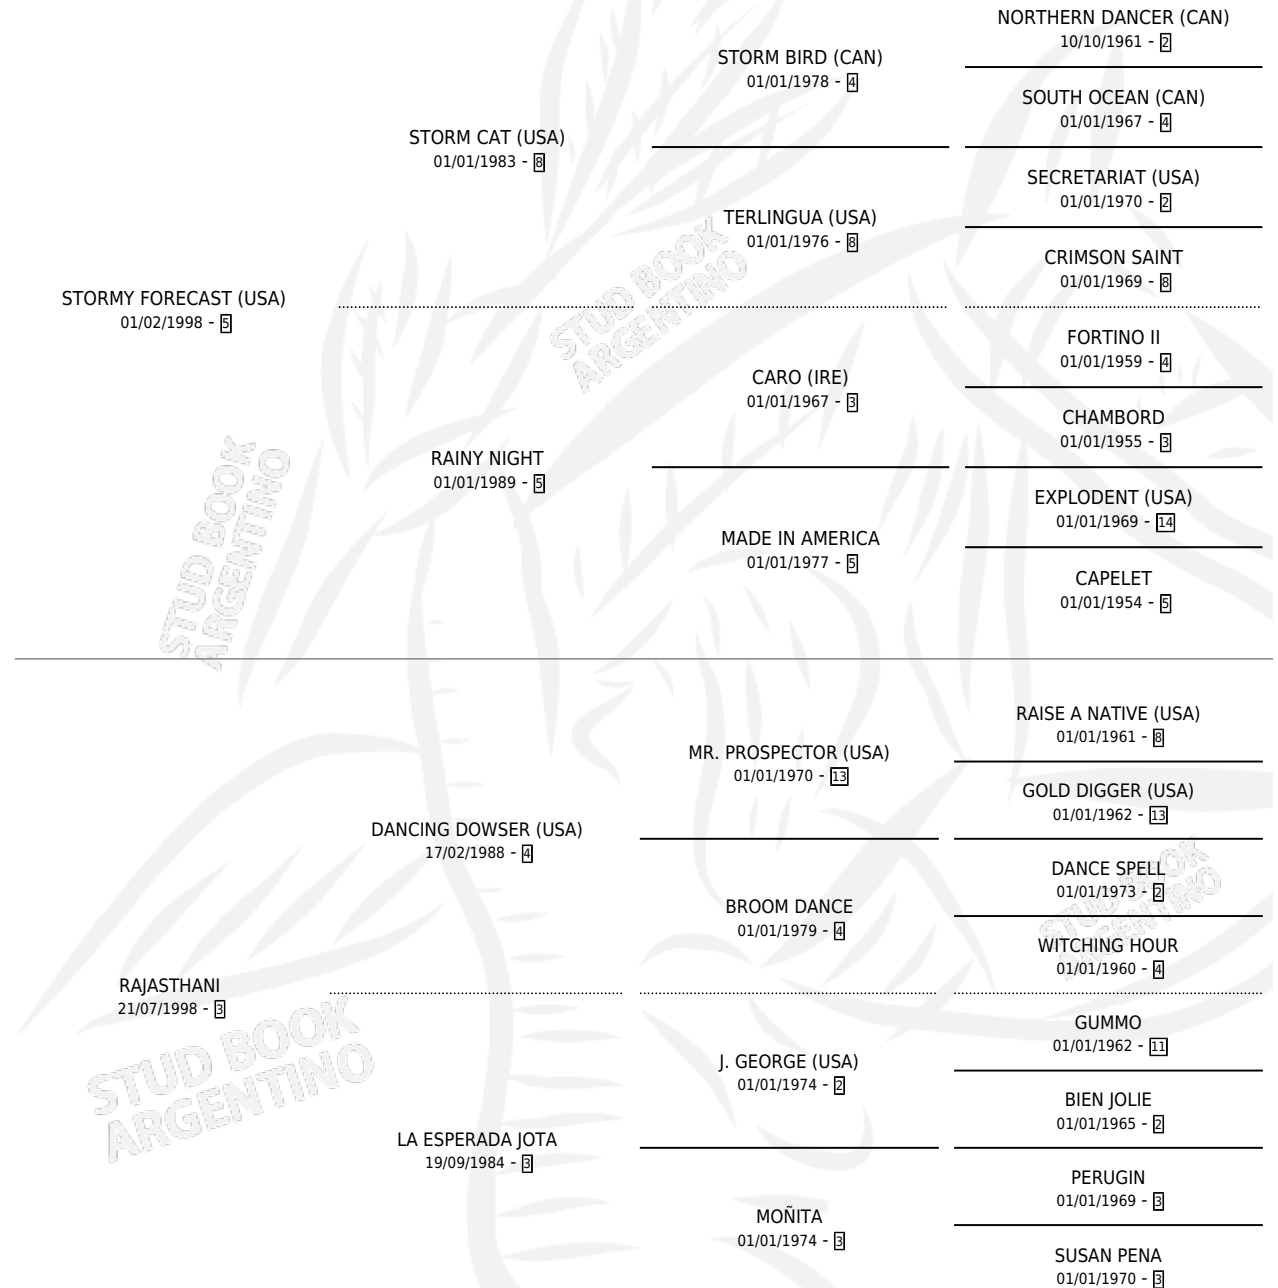 NORTHERN DANCER (CAN)
10/10/1961 - 2
STORM BIRD (CAN)
01/01/1978 - 4
SOUTH OCEAN (CAN)
01/01/1967 - 4
STORM CAT (USA)
01/01/1983 - 8
SECRETARIAT (USA)
01/01/1970 - 2
TERLINGUA (USA)
01/01/1976 - 8
CRIMSON SAINT
01/01/1969 - 8
STORMY FORECAST (USA)
01/02/1998 - 5
FORTINO II
01/01/1959 - 4
CARO (IRE)
01/01/1967 - 3
CHAMBORD
01/01/1955 - 3
RAINY NIGHT
01/01/1989 - 5
EXPLODENT (USA)
01/01/1969 - 14
MADE IN AMERICA
01/01/1977 - 5
CAPELET
01/01/1954 - 5
RAISE A NATIVE (USA)
01/01/1961 - 8
MR. PROSPECTOR (USA)
01/01/1970 - 13
GOLD DIGGER (USA)
01/01/1962 - 13
DANCING DOWSER (USA)
17/02/1988 - 4
DANCE SPELL
01/01/1973 - 2
BROOM DANCE
01/01/1979 - 4
WITCHING HOUR
01/01/1960 - 4
RAJASTHANI
21/07/1998 - 3
GUMMO
01/01/1962 - 11
J. GEORGE (USA)
01/01/1974 - 2
BIEN JOLIE
01/01/1965 - 2
LA ESPERADA JOTA
19/09/1984 - 3
PERUGIN
01/01/1969 - 3
MOÑITA
01/01/1974 - 3
SUSAN PENA
01/01/1970 - 3
STUD BOOK
ARGENTINO
STUD BOOK
ARGENTINO
STUD BOOK
ARGENTINO
STUD BOOK
ARGENTINO